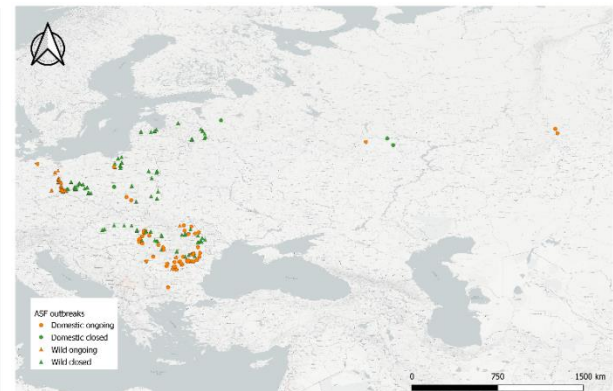 ASF outbreaks
Domestic ongoing
Domestic closed
Wild ongoing
Wild closed
0 750 1500 km